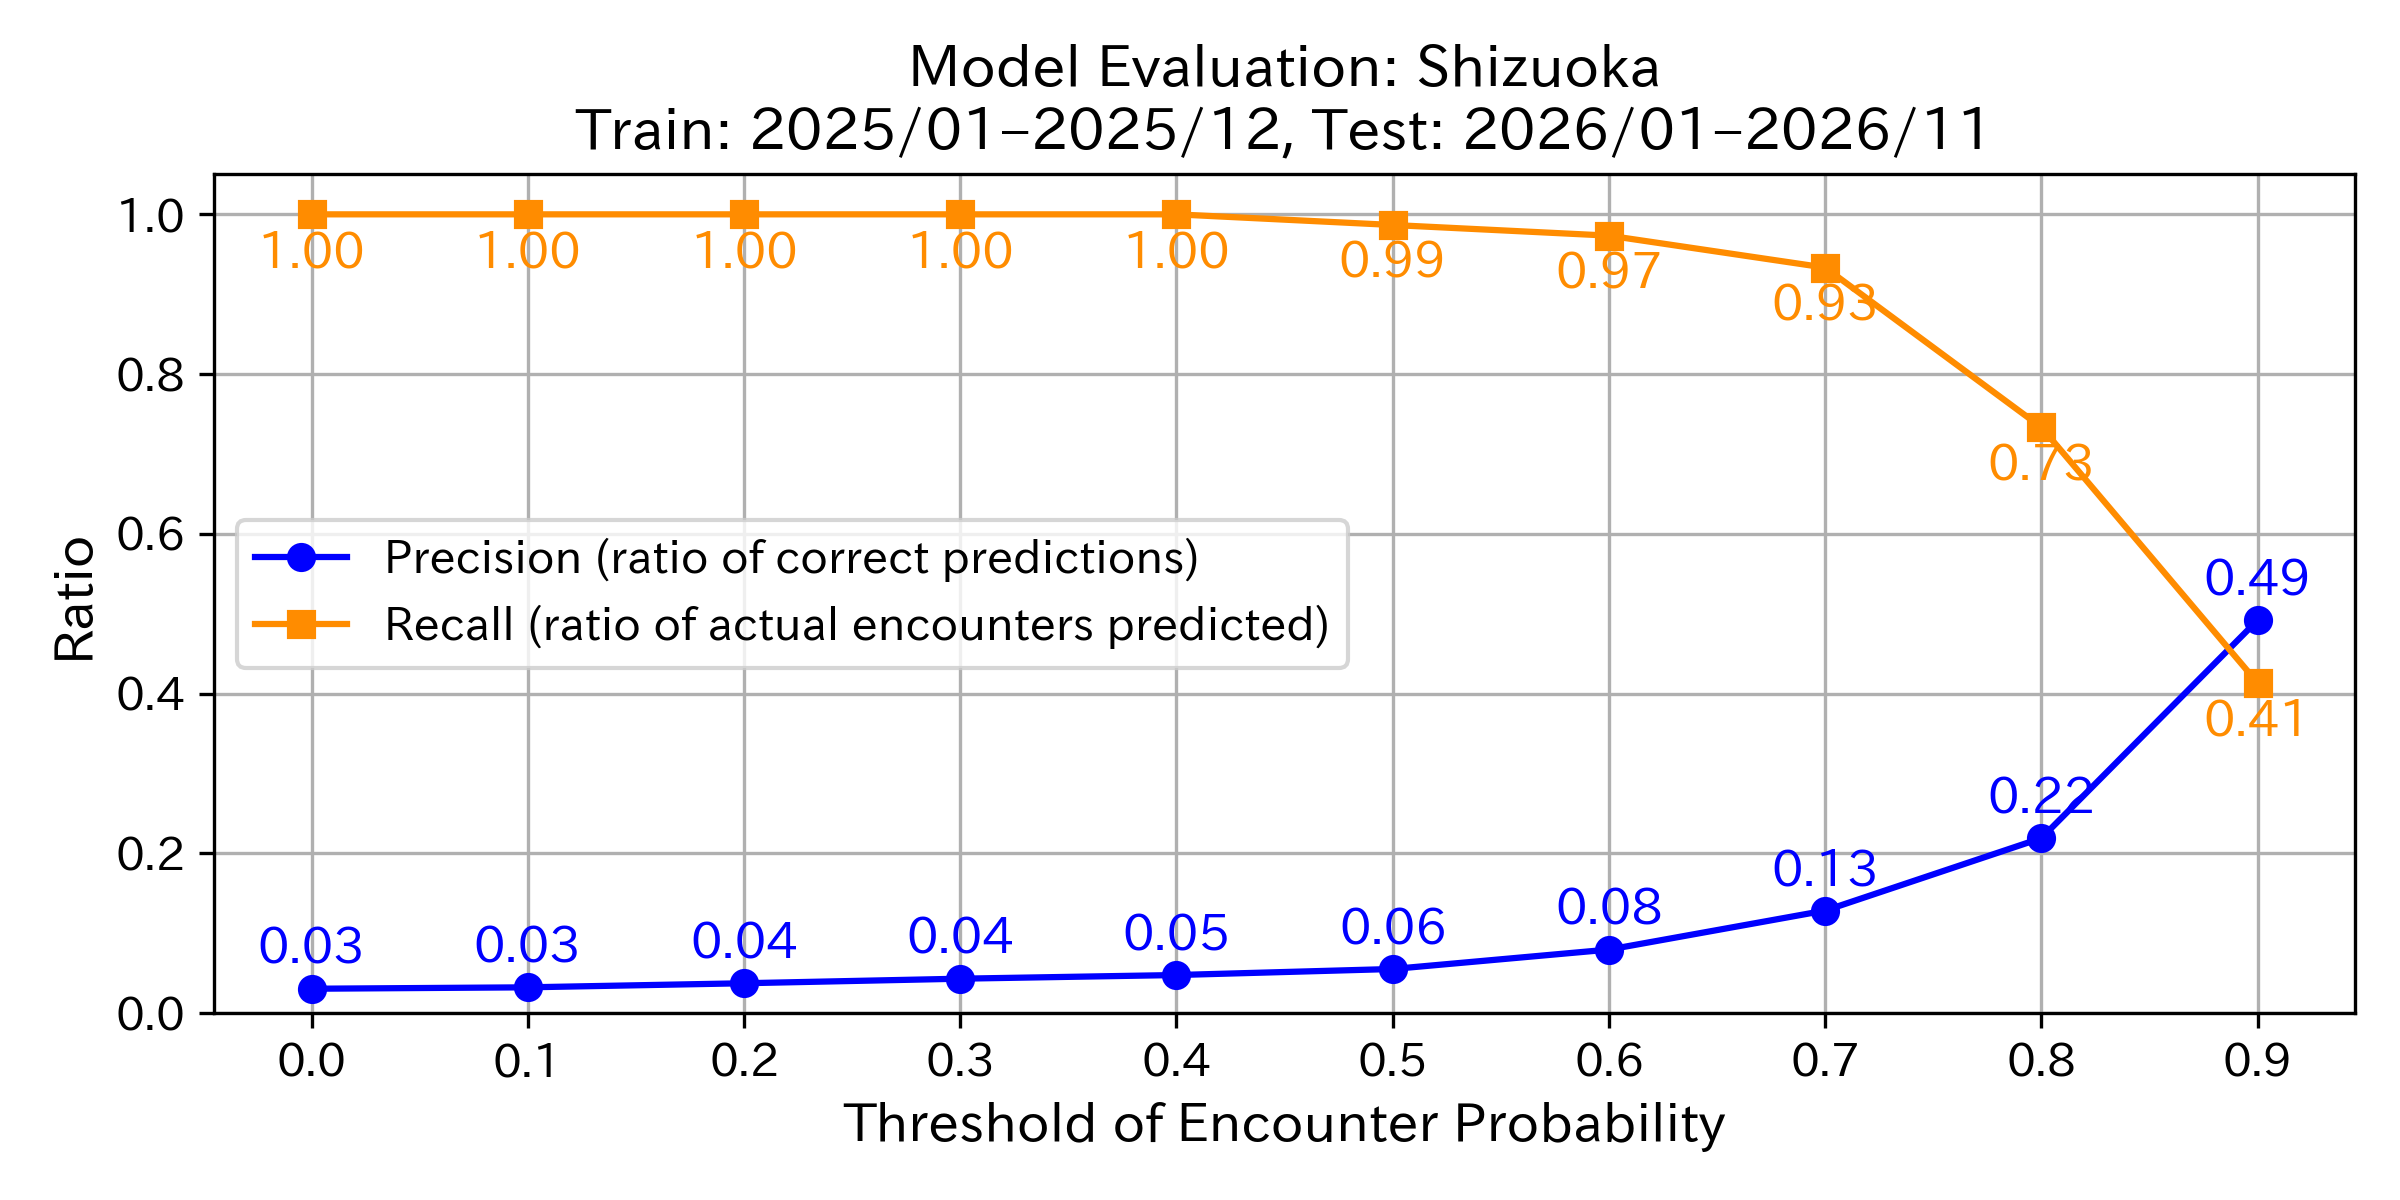 Model Evaluation: Shizuoka
Train: 2025/01–2025/12, Test: 2026/01–2026/11
Ratio
1.0
0.8
0.6
0.4
0.2
0.0
1.00 1.00 1.00 1.00 1.00 0.99 0.97 0.93 0.73 0.41
Precision (ratio of correct predictions)
Recall (ratio of actual encounters predicted)
0.03 0.03 0.04 0.04 0.05 0.06 0.08 0.13 0.22 0.49
0.0 0.1 0.2 0.3 0.4 0.5 0.6 0.7 0.8 0.9
Threshold of Encounter Probability